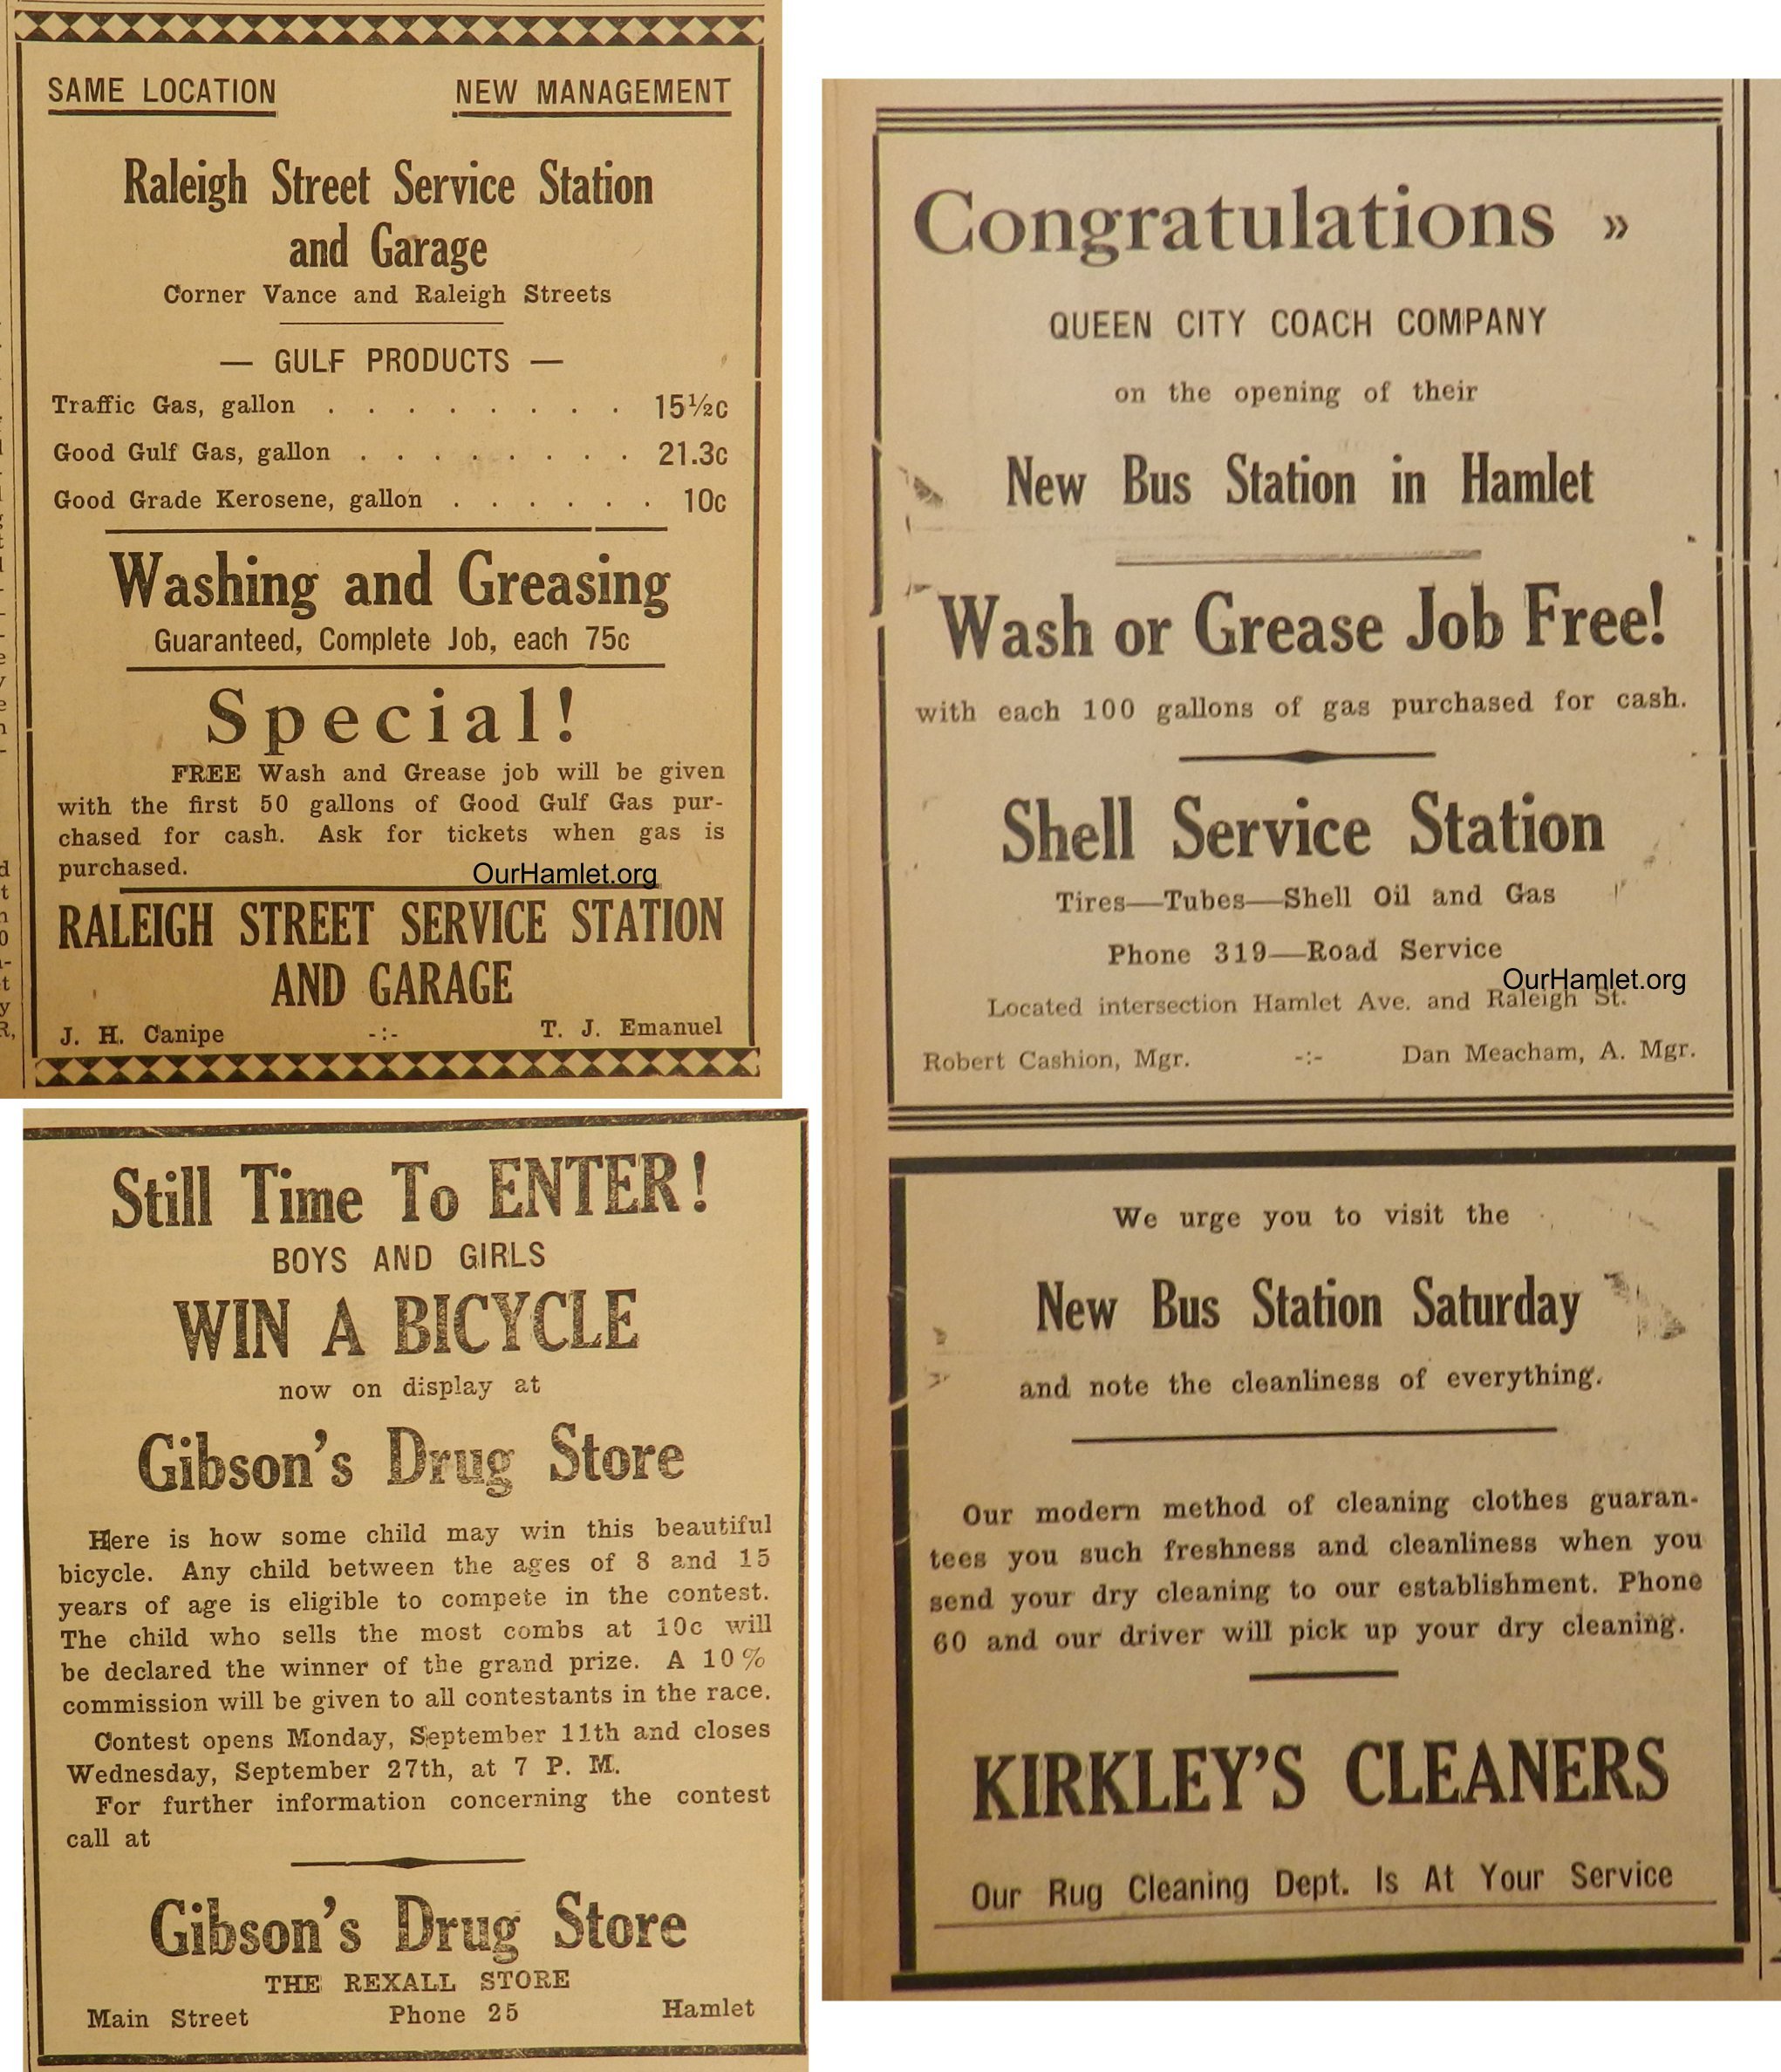 SAME LOCATION NEW MANAGEMENT
Raleigh Street Service Station
and Garage
Corner Vance and Raleigh Streets
— GULF PRODUCTS —
Traffic Gas, gallon . . . . . . . . 15½c
Good Gulf Gas, gallon . . . . . . . . 21.3c
Good Grade Kerosene, gallon . . . . . . 10c
Washing and Greasing
Guaranteed, Complete Job, each 75c
Special!
FREE Wash and Grease job will be given
with the first 50 gallons of Good Gulf Gas pur-
chased for cash. Ask for tickets when gas is
purchased.
OurHamlet.org
RALEIGH STREET SERVICE STATION
AND GARAGE
J. H. Canipe -:- T. J. Emanuel
Still Time To ENTER!
BOYS AND GIRLS
WIN A BICYCLE
now on display at
Gibson's Drug Store
Here is how some child may win this beautiful
bicycle. Any child between the ages of 8 and 15
years of age is eligible to compete in the contest.
The child who sells the most combs at 10c will
be declared the winner of the grand prize. A 10%
commission will be given to all contestants in the race.
Contest opens Monday, September 11th and closes
Wednesday, September 27th, at 7 P. M.
For further information concerning the contest
call at
Gibson's Drug Store
THE REXALL STORE
Main Street Phone 25 Hamlet
Congratulations »
QUEEN CITY COACH COMPANY
on the opening of their
New Bus Station in Hamlet
Wash or Grease Job Free!
with each 100 gallons of gas purchased for cash.
Shell Service Station
Tires—Tubes—Shell Oil and Gas
Phone 319—Road Service
OurHamlet.org
Located intersection Hamlet Ave. and Raleigh St.
Robert Cashion, Mgr. -:- Dan Meacham, A. Mgr.
We urge you to visit the
New Bus Station Saturday
and note the cleanliness of everything.
Our modern method of cleaning clothes guaran-
tees you such freshness and cleanliness when you
send your dry cleaning to our establishment. Phone
60 and our driver will pick up your dry cleaning.
KIRKLEY'S CLEANERS
Our Rug Cleaning Dept. Is At Your Service